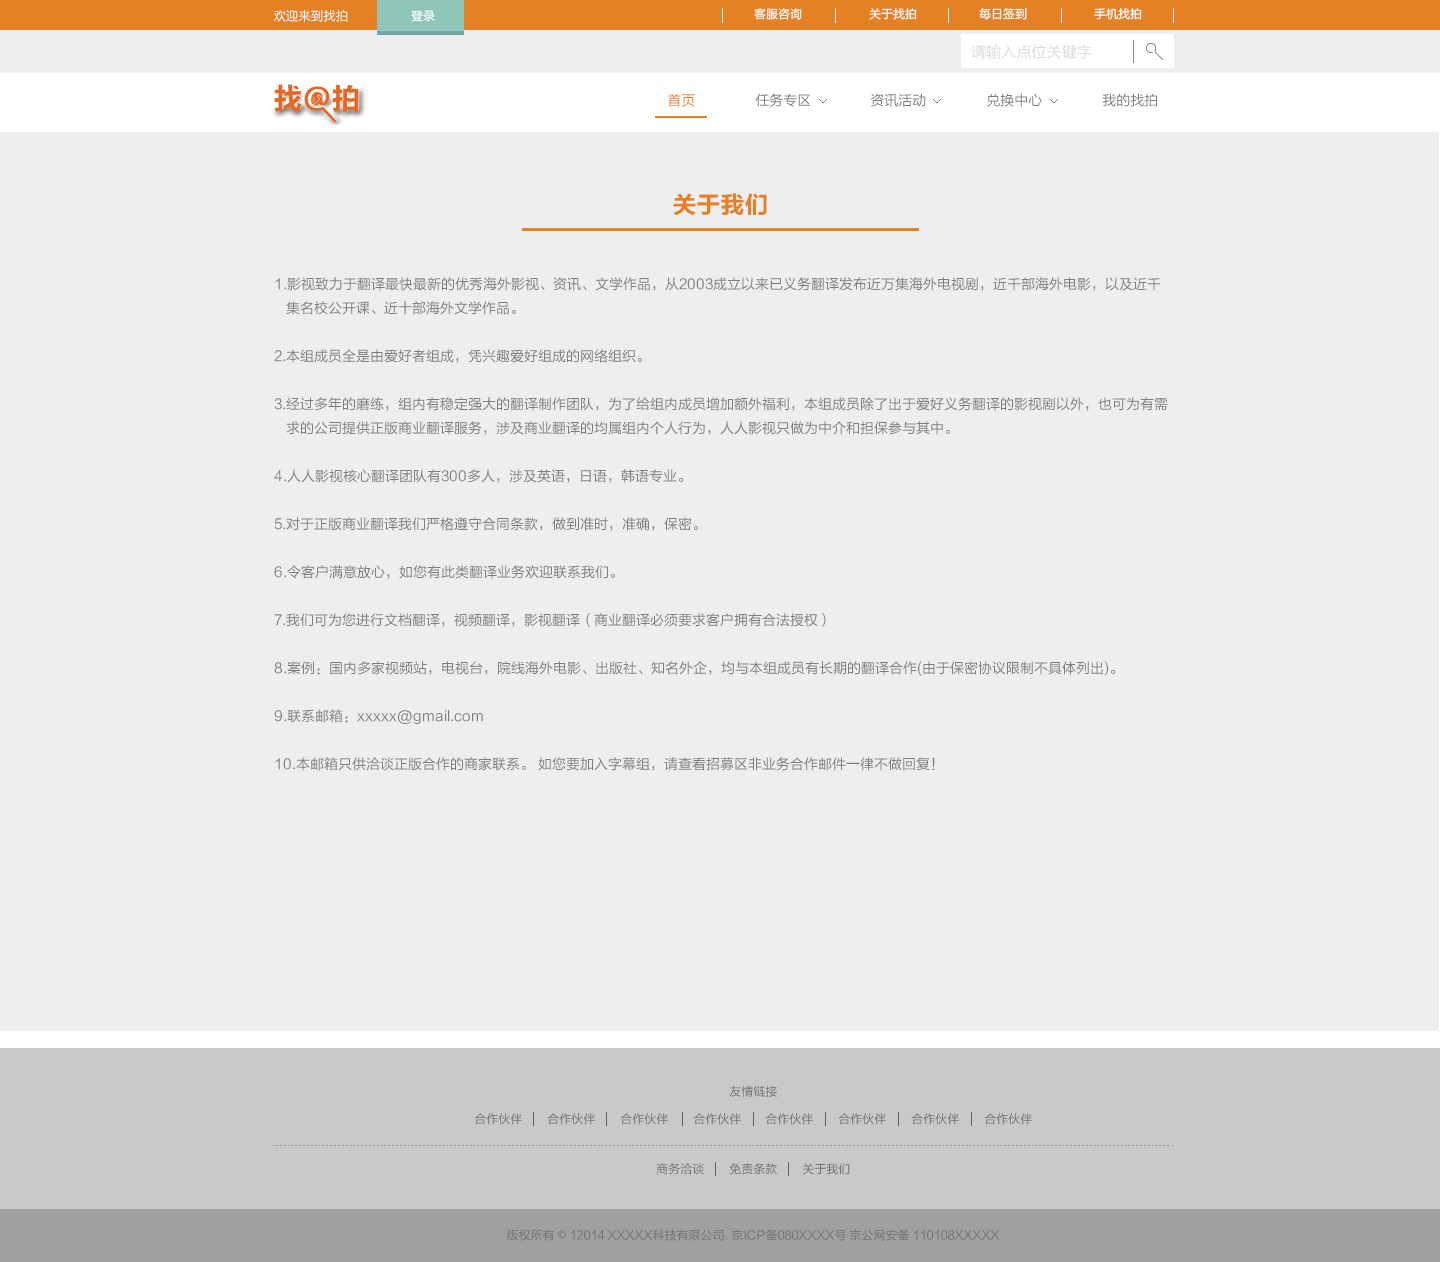 欢迎来到找拍 登录 客服咨询 关于找拍 每日签到 手机找拍
请输入点位关键字
找@拍 首页 任务专区 资讯活动 兑换中心 我的找拍
关于我们
1.影视致力于翻译最快最新的优秀海外影视、资讯、文学作品，从2003成立以来已义务翻译发布近万集海外电视剧，近千部海外电影，以及近千
集名校公开课、近十部海外文学作品。
2.本组成员全是由爱好者组成，凭兴趣爱好组成的网络组织。
3.经过多年的磨练，组内有稳定强大的翻译制作团队，为了给组内成员增加额外福利，本组成员除了出于爱好义务翻译的影视剧以外，也可为有需
求的公司提供正版商业翻译服务，涉及商业翻译的均属组内个人行为，人人影视只做为中介和担保参与其中。
4.人人影视核心翻译团队有300多人，涉及英语，日语，韩语专业。
5.对于正版商业翻译我们严格遵守合同条款，做到准时，准确，保密。
6.令客户满意放心，如您有此类翻译业务欢迎联系我们。
7.我们可为您进行文档翻译，视频翻译，影视翻译（商业翻译必须要求客户拥有合法授权）
8.案例：国内多家视频站，电视台，院线海外电影、出版社、知名外企，均与本组成员有长期的翻译合作(由于保密协议限制不具体列出)。
9.联系邮箱：xxxxx@gmail.com
10.本邮箱只供洽谈正版合作的商家联系。 如您要加入字幕组，请查看招募区非业务合作邮件一律不做回复！
友情链接
合作伙伴 合作伙伴 合作伙伴 合作伙伴 合作伙伴 合作伙伴 合作伙伴 合作伙伴
商务洽谈 免责条款 关于我们
版权所有 © 12014 XXXXX科技有限公司. 京ICP备080XXXX号 京公网安备 110108XXXXX